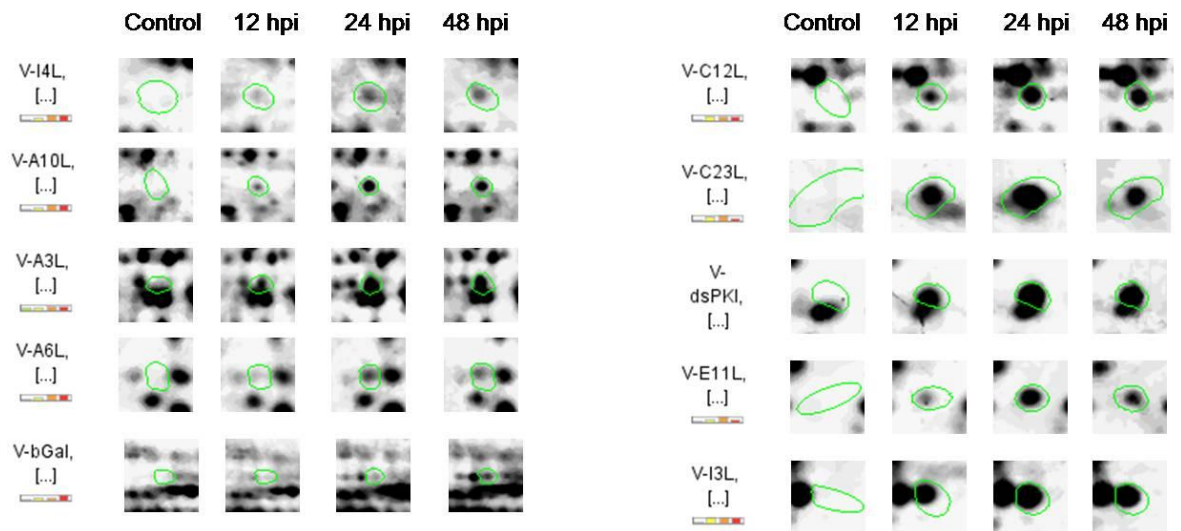 Control 12 hpi 24 hpi 48 hpi
V-I4L,
[...]
V-A10L,
[...]
V-A3L,
[...]
V-A6L,
[...]
V-bGal,
[...]
Control 12 hpi 24 hpi 48 hpi
V-C12L,
[...]
V-C23L,
[...]
V-
dsPKI,
[...]
V-E11L,
[...]
V-I3L,
[...]